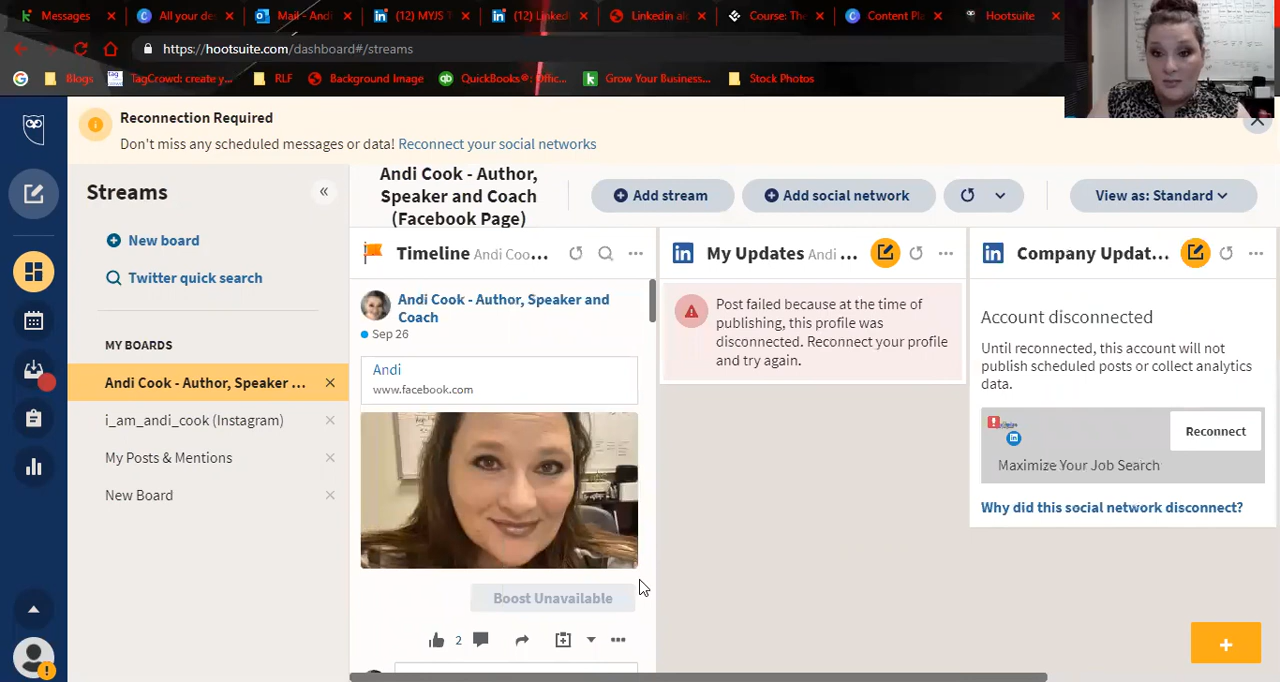 Messages
All your de
Mail - Andi
(12) MYJS T
(12) Linked
Linkedin al
Course: The
Content Pla
Hootsuite
https://hootsuite.com/dashboard#/streams
Blogs
TagCrowd: create y...
RLF
Background Image
QuickBooks®: Offic...
Grow Your Business...
Stock Photos
Reconnection Required
Don't miss any scheduled messages or data! Reconnect your social networks
Streams
New board
Twitter quick search
MY BOARDS
Andi Cook - Author, Speaker ...
i_am_andi_cook (Instagram)
My Posts & Mentions
New Board
Andi Cook - Author,
Speaker and Coach
(Facebook Page)
Add stream
Add social network
View as: Standard
Timeline Andi Coo...
Andi Cook - Author, Speaker and
Coach
Sep 26
Andi
www.facebook.com
Boost Unavailable
2
My Updates Andi ...
Post failed because at the time of
publishing, this profile was
disconnected. Reconnect your profile
and try again.
Company Updat...
Account disconnected
Until reconnected, this account will not
publish scheduled posts or collect analytics
data.
Reconnect
Maximize Your Job Search
Why did this social network disconnect?